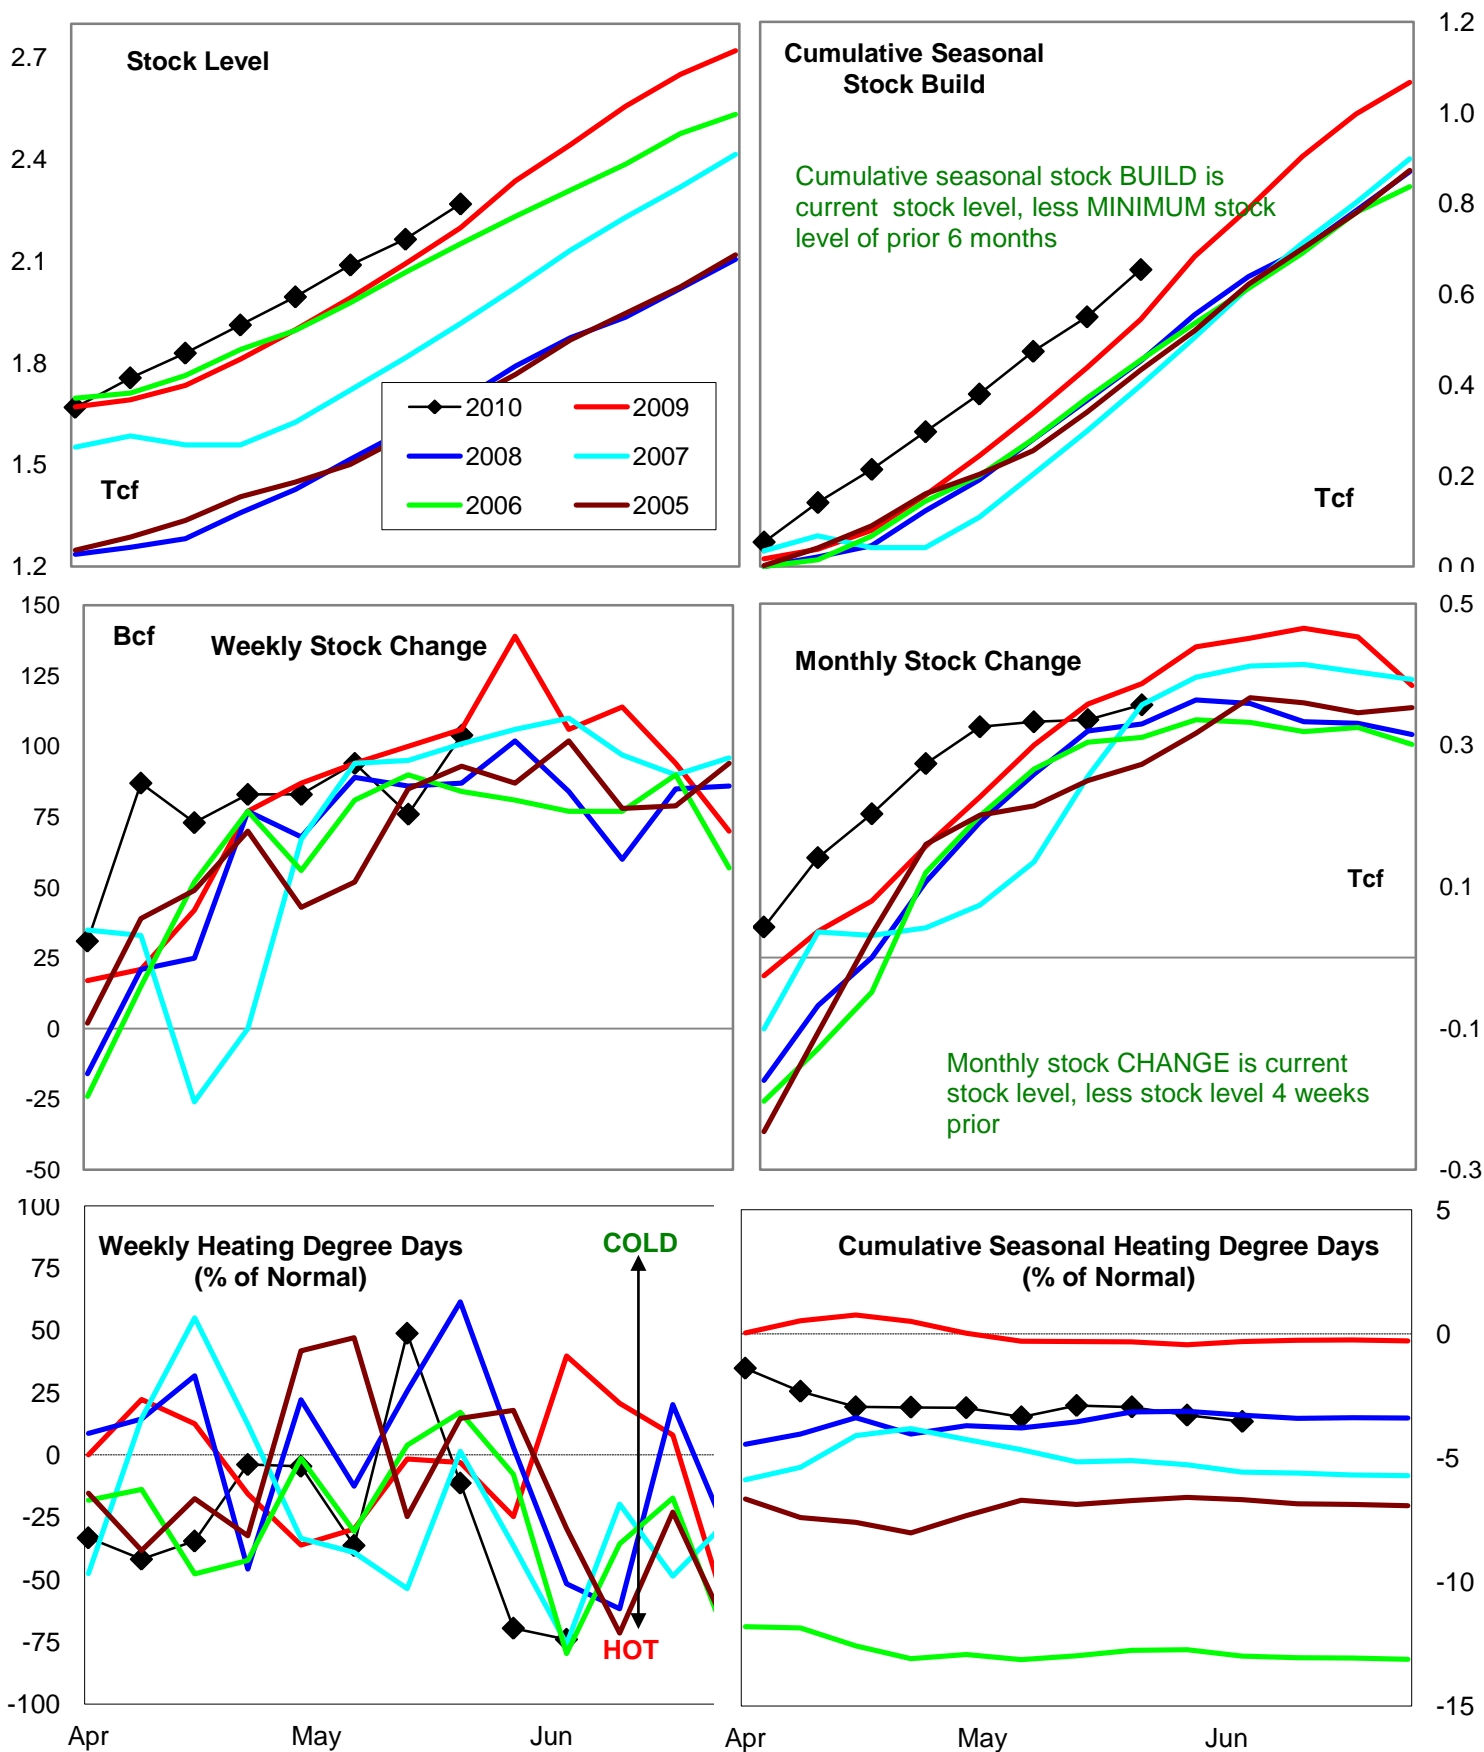 Stock Level
2.7
2.4
2.1
1.8
1.5
1.2
Tcf
2010
2009
2008
2007
2006
2005
Cumulative Seasonal
Stock Build
Cumulative seasonal stock BUILD is
current stock level, less MINIMUM stock
level of prior 6 months
Tcf
1.2
1.0
0.8
0.6
0.4
0.2
0.0
150
125
100
75
50
25
0
-25
-50
Bcf
Weekly Stock Change
Monthly Stock Change
Tcf
Monthly stock CHANGE is current
stock level, less stock level 4 weeks
prior
0.5
0.3
0.1
-0.1
-0.3
100
75
50
25
0
-25
-50
-75
-100
Weekly Heating Degree Days
(% of Normal)
COLD
HOT
Apr
May
Jun
Cumulative Seasonal Heating Degree Days
(% of Normal)
5
0
-5
-10
-15
Apr
May
Jun